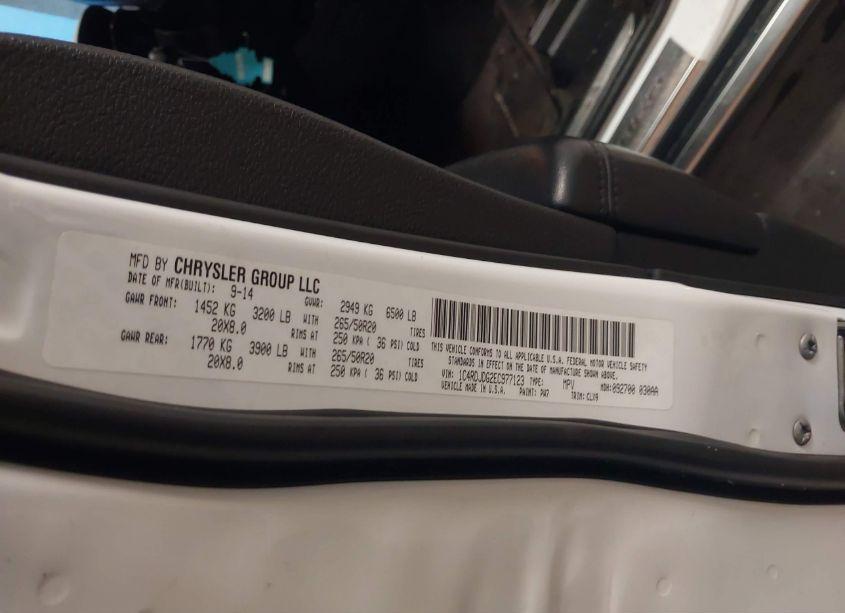 MFD BY CHRYSLER GROUP LLC
DATE OF MFR(BUILT): 9-14 GVWR: 2949 KG 6500 LB
GAWR FRONT: 1452 KG 3200 LB WITH 265/50R20 TIRES
20X8.0 RIMS AT 250 KPA ( 36 PSI) COLD
GAWR REAR: 1770 KG 3900 LB WITH 265/50R20 TIRES
20X8.0 RIMS AT 250 KPA ( 36 PSI) COLD
THIS VEHICLE CONFORMS TO ALL APPLICABLE U.S.A. FEDERAL MOTOR VEHICLE SAFETY
STANDARDS IN EFFECT ON THE DATE OF MANUFACTURE SHOWN ABOVE.
VIN: 1C4RDJDG2EC977123 TYPE: MPV MDH: 092700 030AA
VEHICLE MADE IN U.S.A. PAINT: PW7 TRIM: CLX9